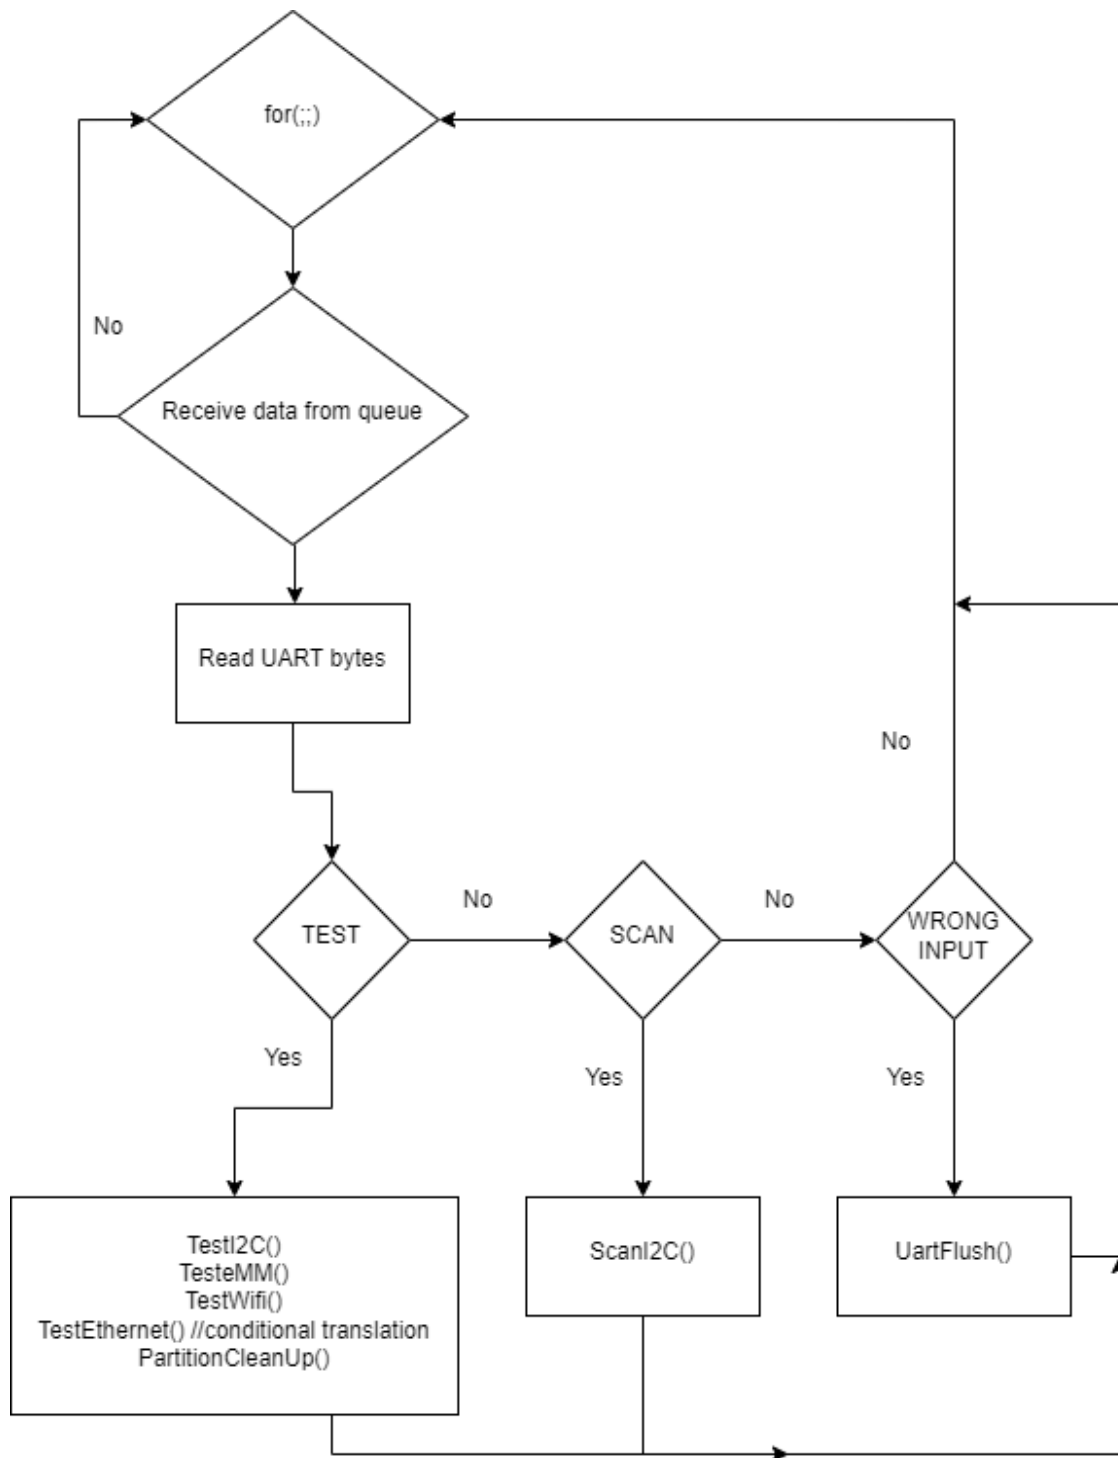 for(;;)
No
Receive data from queue
Read UART bytes
No
TEST
No
SCAN
No
WRONG
INPUT
Yes
Yes
Yes
TestI2C()
TesteMM()
TestWifi()
TestEthernet() //conditional translation
PartitionCleanUp()
ScanI2C()
UartFlush()